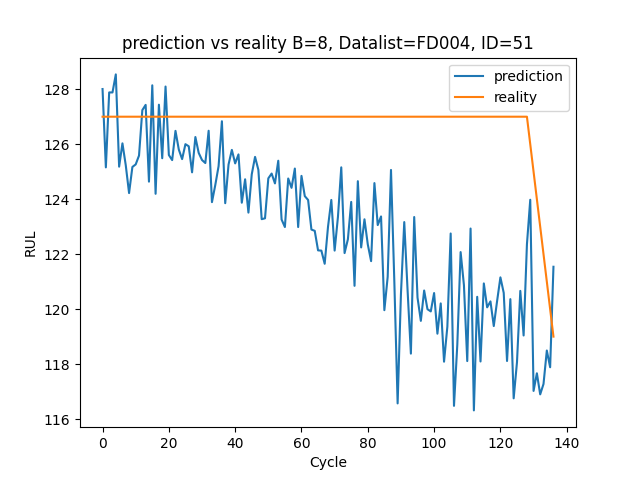 prediction vs reality B=8, Datalist=FD004, ID=51
prediction
reality
128
126
124
122
120
118
116
RUL
0 20 40 60 80 100 120 140
Cycle